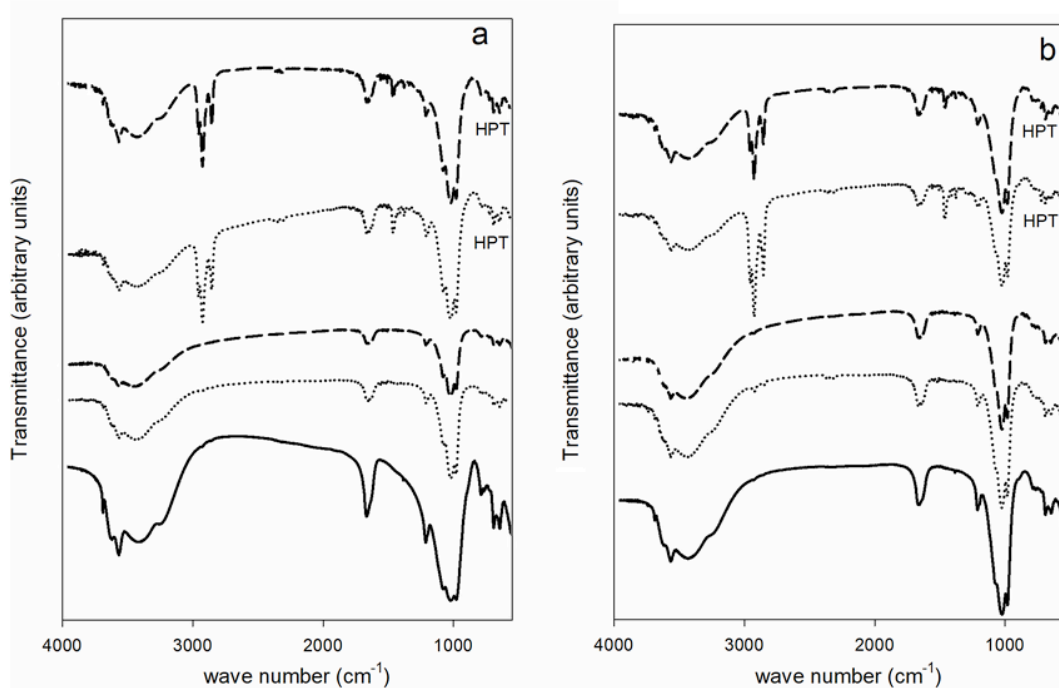 a
HPT
HPT
Transmittance (arbitrary units)
4000 3000 2000 1000
wave number (cm⁻¹)
b
HPT
HPT
Transmittance (arbitrary units)
4000 3000 2000 1000
wave number (cm⁻¹)